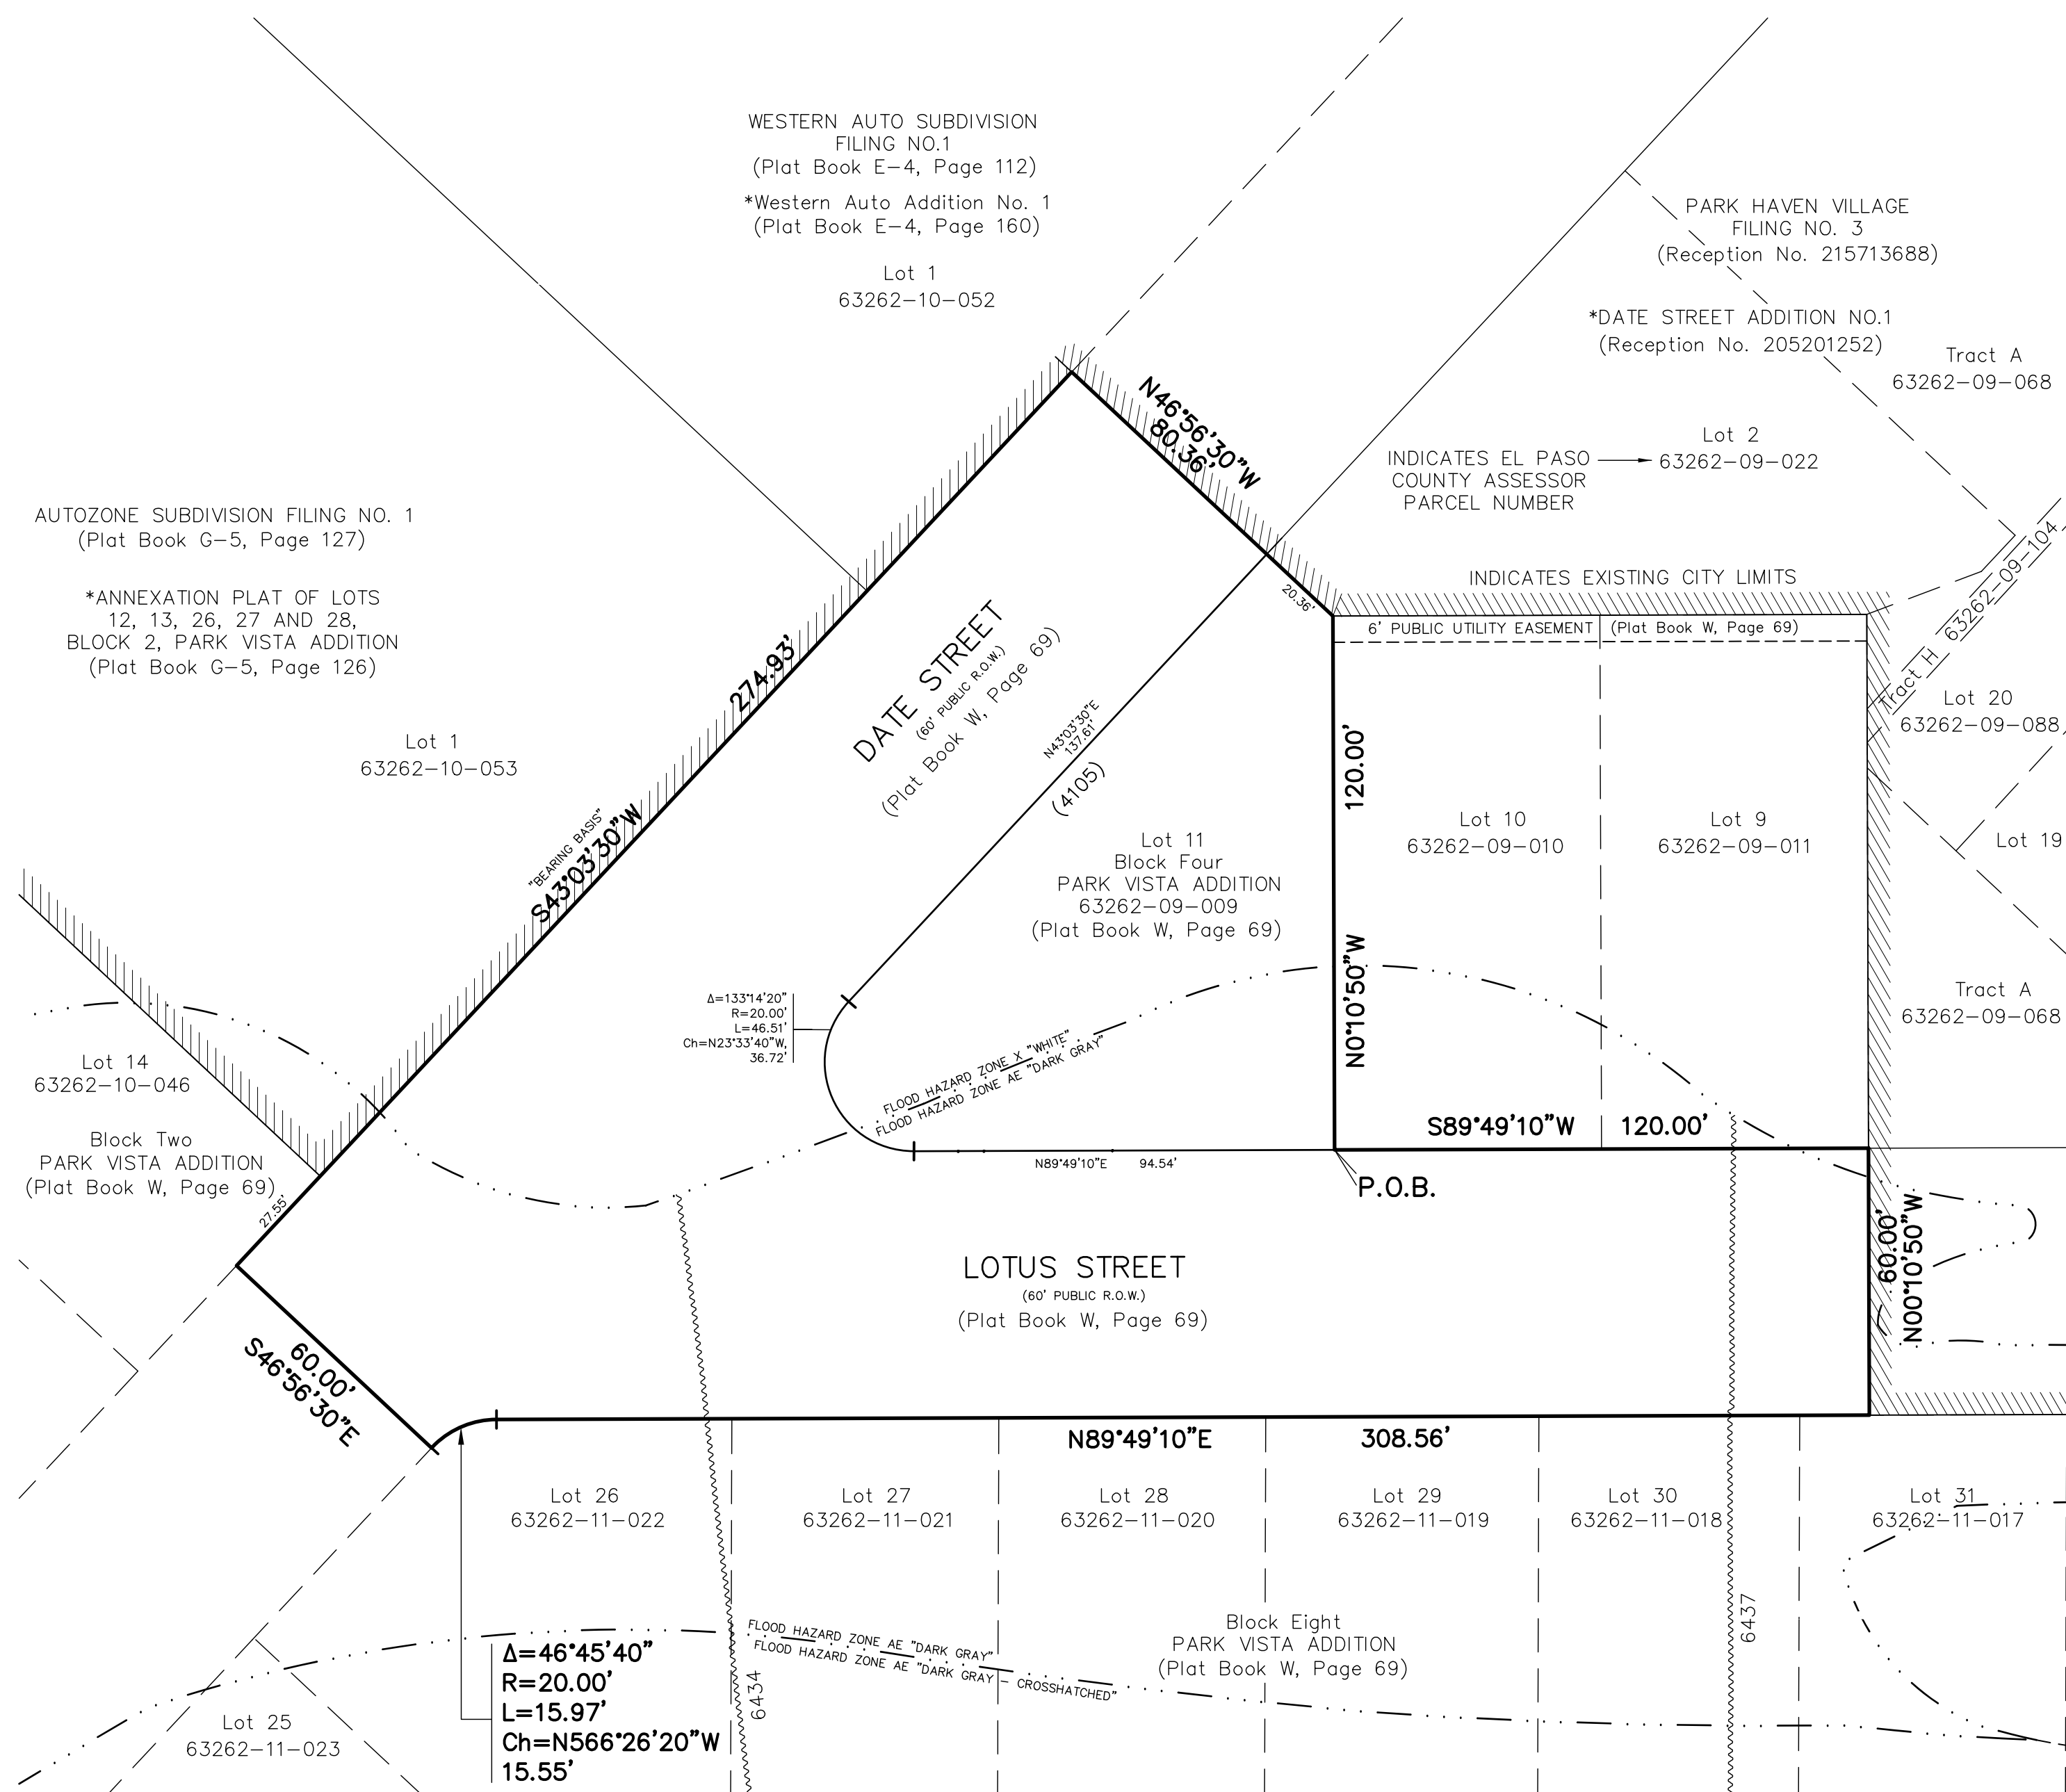 WESTERN AUTO SUBDIVISION
FILING NO.1
(Plat Book E-4, Page 112)
*Western Auto Addition No. 1
(Plat Book E-4, Page 160)
Lot 1
63262-10-052
PARK HAVEN VILLAGE
FILING NO. 3
(Reception No. 215713688)
*DATE STREET ADDITION NO.1
(Reception No. 205201252)
Tract A
63262-09-068
Lot 2
63262-09-022
INDICATES EL PASO
COUNTY ASSESSOR
PARCEL NUMBER
N46°56'30"W
80.36'
20.36'
AUTOZONE SUBDIVISION FILING NO. 1
(Plat Book G-5, Page 127)
*ANNEXATION PLAT OF LOTS
12, 13, 26, 27 AND 28,
BLOCK 2, PARK VISTA ADDITION
(Plat Book G-5, Page 126)
Lot 1
63262-10-053
274.93'
"BEARING BASIS"
S43°03'30"W
DATE STREET
(60' PUBLIC R.O.W.)
(Plat Book W, Page 69)
N43°03'30"E
137.61'
(4105)
INDICATES EXISTING CITY LIMITS
6' PUBLIC UTILITY EASEMENT
(Plat Book W, Page 69)
Tract H 63262-09-104
Lot 20
63262-09-088
Lot 19
120.00'
N0°10'50"W
Lot 10
63262-09-010
Lot 9
63262-09-011
Lot 11
Block Four
PARK VISTA ADDITION
63262-09-009
(Plat Book W, Page 69)
Tract A
63262-09-068
Δ=133°14'20"
R=20.00'
L=46.51'
Ch=N23°33'40"W,
36.72'
FLOOD HAZARD ZONE X "WHITE"
FLOOD HAZARD ZONE AE "DARK GRAY"
Lot 14
63262-10-046
Block Two
PARK VISTA ADDITION
(Plat Book W, Page 69)
27.55'
S89°49'10"W 120.00'
N89°49'10"E 94.54'
P.O.B.
60.00'
N00°10'50"W
LOTUS STREET
(60' PUBLIC R.O.W.)
(Plat Book W, Page 69)
60.00'
S46°56'30"E
N89°49'10"E 308.56'
Lot 26
63262-11-022
Lot 27
63262-11-021
Lot 28
63262-11-020
Lot 29
63262-11-019
Lot 30
63262-11-018
Lot 31
63262-11-017
6437
6434
FLOOD HAZARD ZONE AE "DARK GRAY"
FLOOD HAZARD ZONE AE "DARK GRAY - CROSSHATCHED"
Block Eight
PARK VISTA ADDITION
(Plat Book W, Page 69)
Δ=46°45'40"
R=20.00'
L=15.97'
Ch=N566°26'20"W
15.55'
Lot 25
63262-11-023